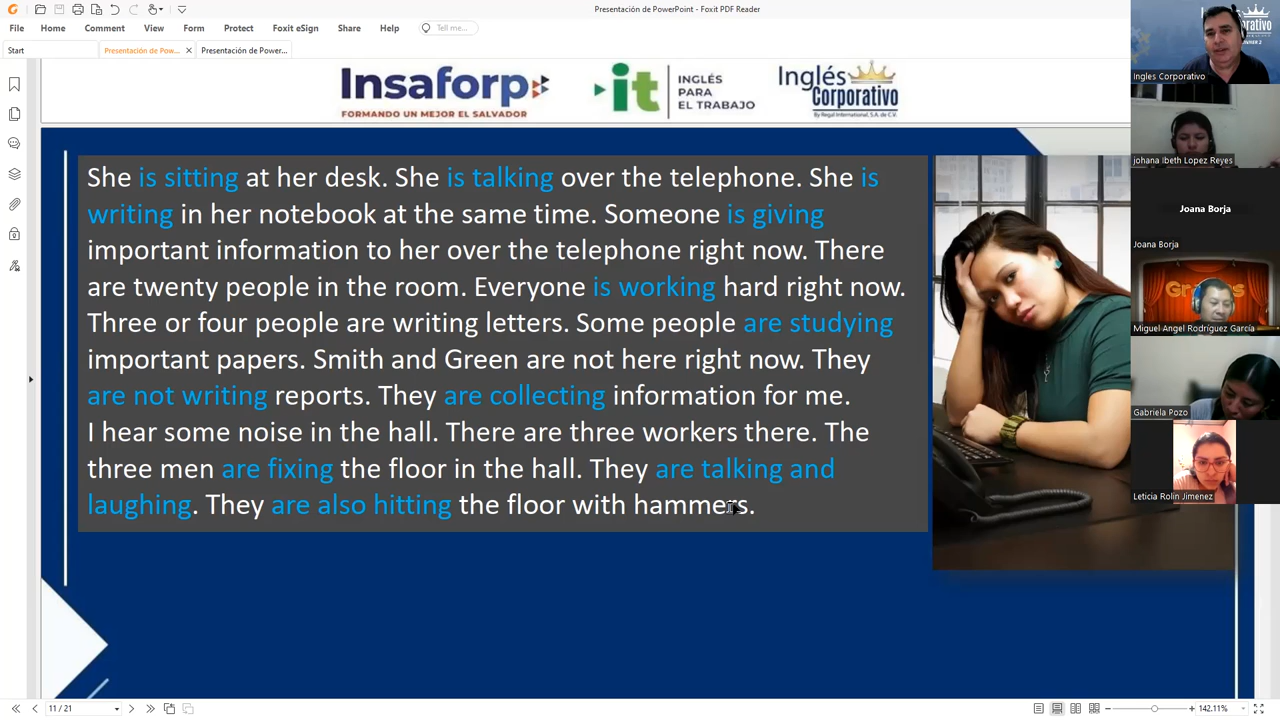 Presentación de PowerPoint - Foxit PDF Reader
File Home Comment View Form Protect Foxit eSign Share Help Tell me...
Start Presentación de Pow... Presentación de Power...
Insaforp
FORMANDO UN MEJOR EL SALVADOR
it INGLÉS
PARA
EL TRABAJO
Inglés
Corporativo
By Regal International, S.A. de C.V.
She is sitting at her desk. She is talking over the telephone. She is
writing in her notebook at the same time. Someone is giving
important information to her over the telephone right now. There
are twenty people in the room. Everyone is working hard right now.
Three or four people are writing letters. Some people are studying
important papers. Smith and Green are not here right now. They
are not writing reports. They are collecting information for me.
I hear some noise in the hall. There are three workers there. The
three men are fixing the floor in the hall. They are talking and
laughing. They are also hitting the floor with hammers.
Ingles Corporativo
johana Ibeth Lopez Reyes
Joana Borja
Joana Borja
Miguel Angel Rodríguez García
Gabriela Pozo
Leticia Rolin Jimenez
11 / 21
142.11%